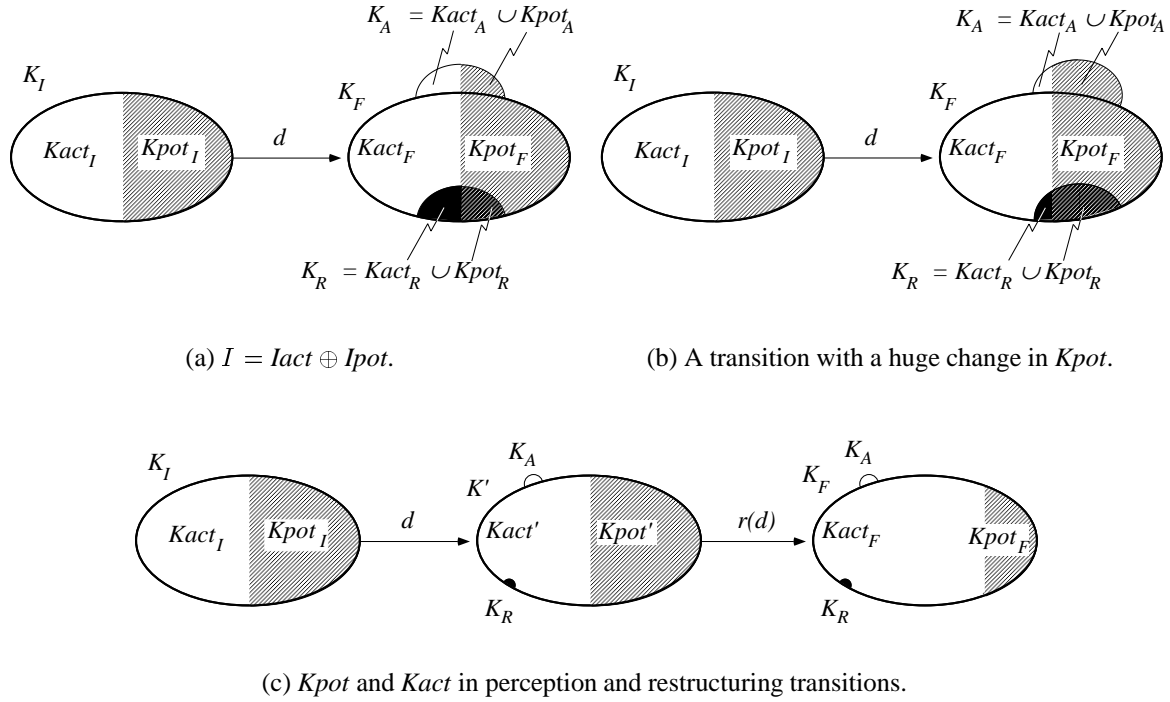 K_A = Kact_A ∪ Kpot_A
K_I
K_F
Kact_I
Kpot_I
d
Kact_F
Kpot_F
K_R = Kact_R ∪ Kpot_R
(a) I = Iact ⊕ Ipot.
K_A = Kact_A ∪ Kpot_A
K_I
K_F
Kact_I
Kpot_I
d
Kact_F
Kpot_F
K_R = Kact_R ∪ Kpot_R
(b) A transition with a huge change in Kpot.
K_I
K_A
K'
Kact_I
Kpot_I
d
Kact'
Kpot'
K_R
r(d)
K_A
K_F
Kact_F
Kpot_F
K_R
(c) Kpot and Kact in perception and restructuring transitions.